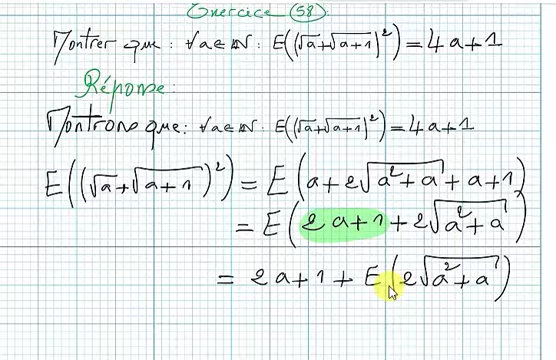 Exercice (58)
Montrer que : ∀a∈ℕ : E((√a+√(a+1))²) = 4a+1
Réponse :
Montrons que : ∀a∈ℕ : E((√a+√(a+1))²) = 4a+1
E((√a+√(a+1))²) = E(a+2√(a²+a)+a+1)
= E(2a+1+2√(a²+a))
= 2a+1+E(2√(a²+a))